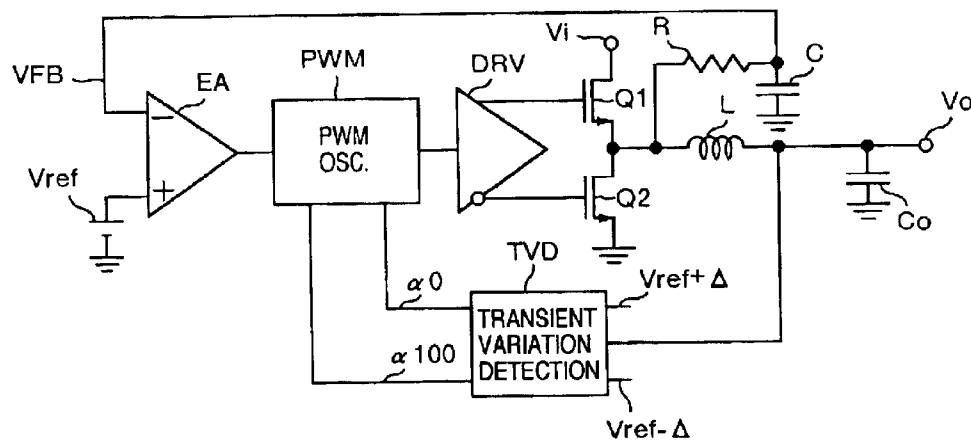 Vi
R
VFB
PWM
DRV
C
EA
Q1
L
Vo
−
PWM
OSC.
Vref
+
Q2
Co
TVD
α0
Vref+Δ
TRANSIENT
VARIATION
DETECTION
α100
Vref-Δ